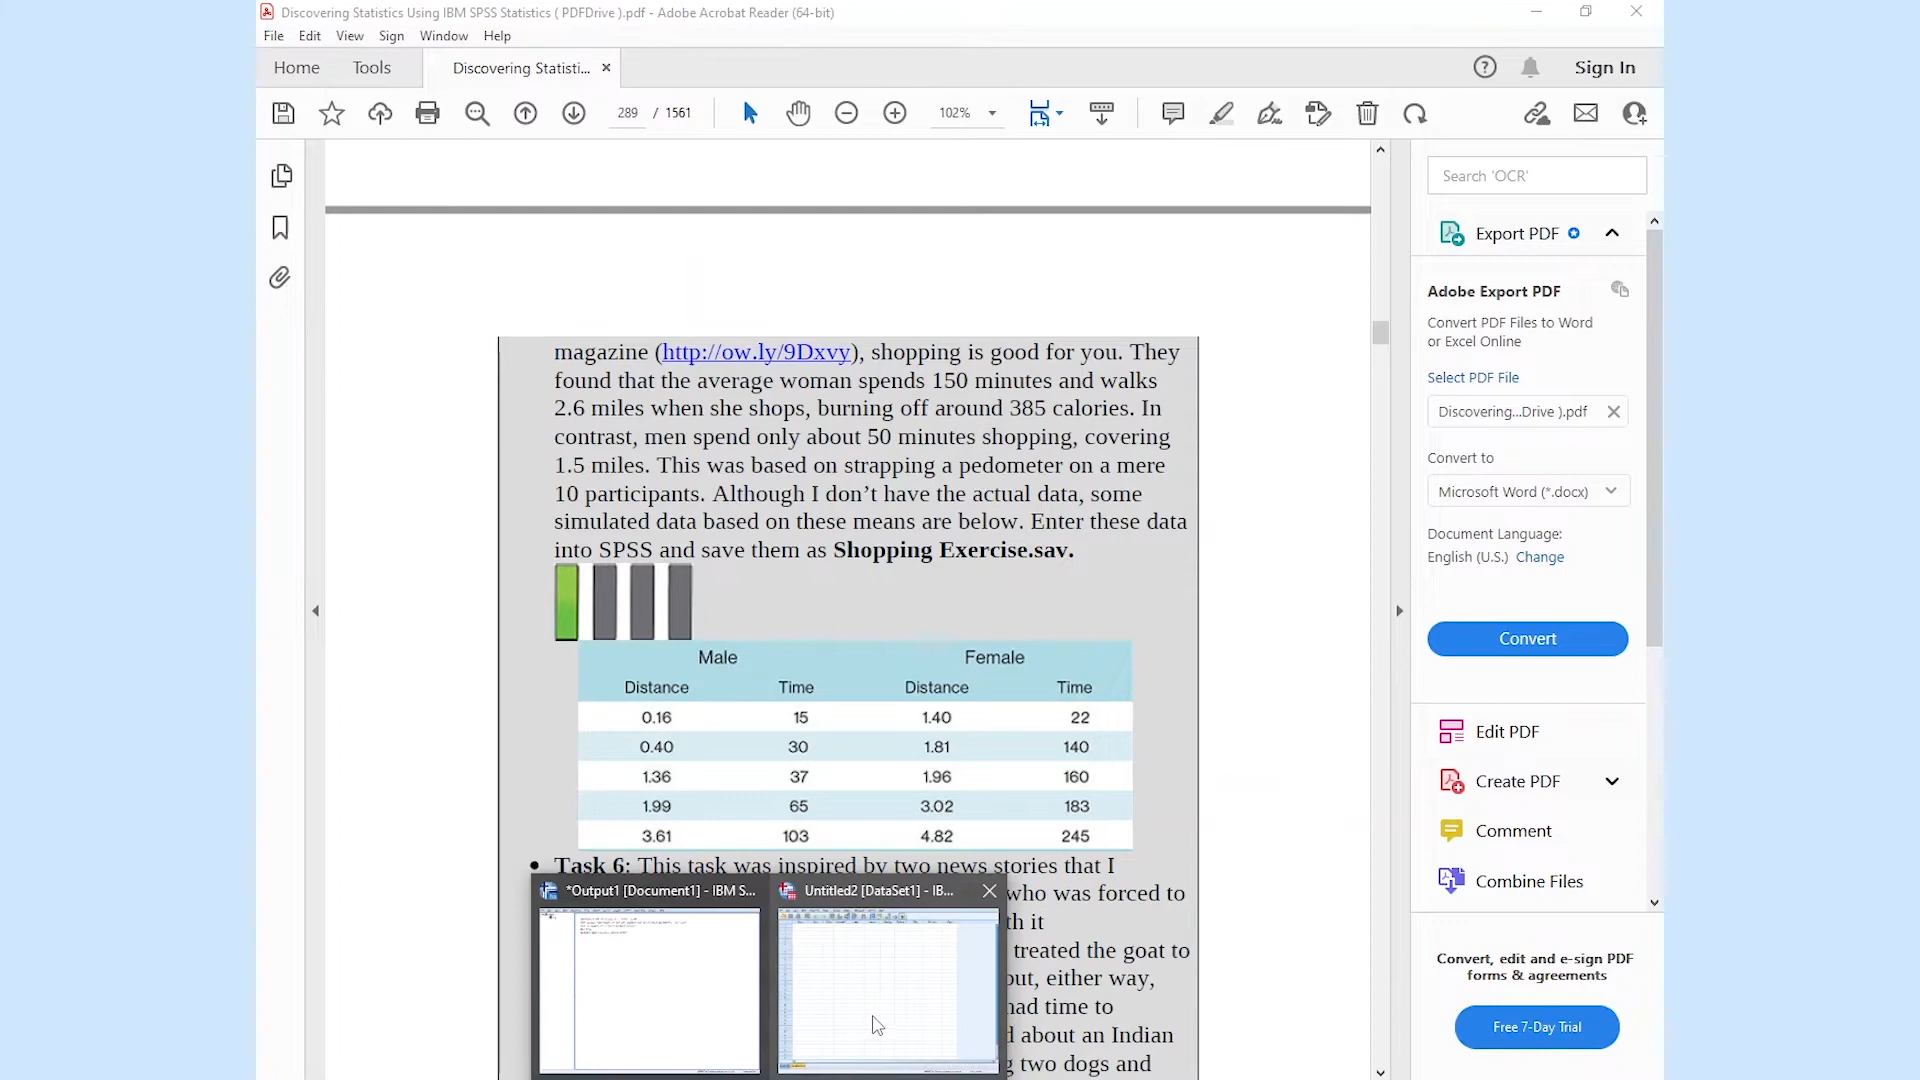 Discovering Statistics Using IBM SPSS Statistics ( PDFDrive ).pdf - Adobe Acrobat Reader (64-bit)
File Edit View Sign Window Help
Home Tools Discovering Statisti... Sign In
289 / 1561 102%
Search 'OCR'
Export PDF
Adobe Export PDF
Convert PDF Files to Word
or Excel Online
Select PDF File
Discovering...Drive ).pdf
Convert to
Microsoft Word (*.docx)
Document Language:
English (U.S.) Change
Convert
Edit PDF
Create PDF
Comment
Combine Files
Convert, edit and e-sign PDF
forms & agreements
Free 7-Day Trial
magazine (http://ow.ly/9Dxvy), shopping is good for you. They
found that the average woman spends 150 minutes and walks
2.6 miles when she shops, burning off around 385 calories. In
contrast, men spend only about 50 minutes shopping, covering
1.5 miles. This was based on strapping a pedometer on a mere
10 participants. Although I don’t have the actual data, some
simulated data based on these means are below. Enter these data
into SPSS and save them as Shopping Exercise.sav.
Male Female
Distance Time Distance Time
0.16 15 1.40 22
0.40 30 1.81 140
1.36 37 1.96 160
1.99 65 3.02 183
3.61 103 4.82 245
• Task 6: This task was inspired by two news stories that I
who was forced to
th it
treated the goat to
out, either way,
had time to
d about an Indian
g two dogs and
*Output1 [Document1] - IBM S...
Untitled2 [DataSet1] - IB...